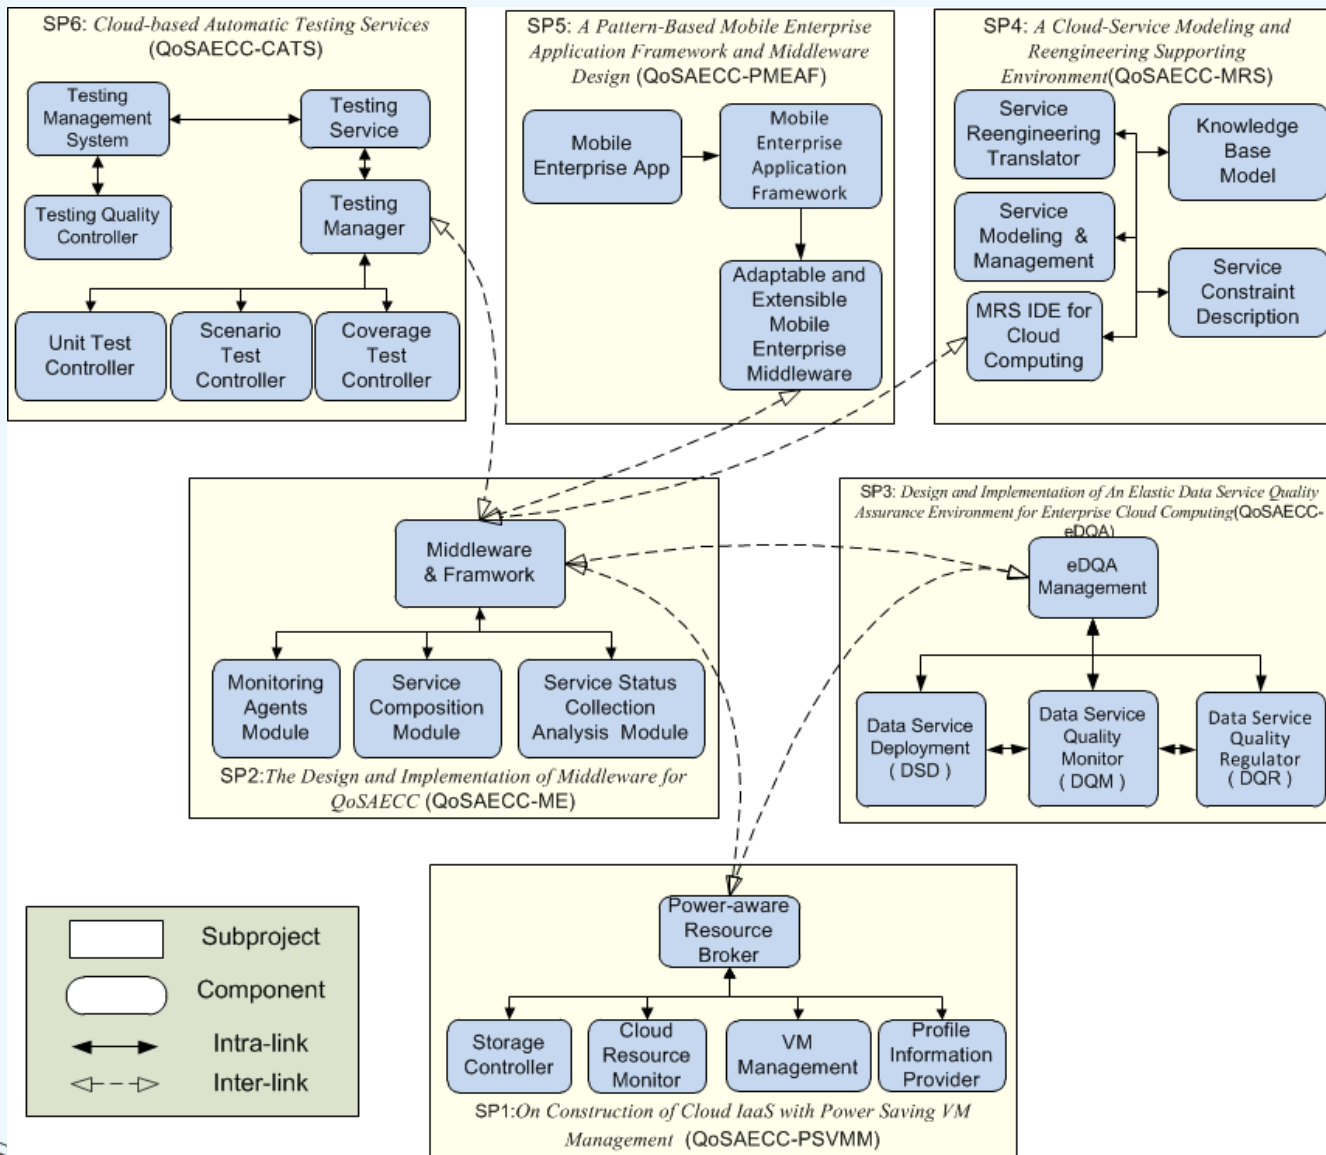 SP6: Cloud-based Automatic Testing Services
(QoSAECC-CATS)
Testing
Management
System
Testing
Service
Testing Quality
Controller
Testing
Manager
Unit Test
Controller
Scenario
Test
Controller
Coverage
Test
Controller
SP5: A Pattern-Based Mobile Enterprise
Application Framework and Middleware
Design (QoSAECC-PMEAF)
Mobile
Enterprise App
Mobile
Enterprise
Application
Framework
Adaptable and
Extensible
Mobile
Enterprise
Middleware
SP4: A Cloud-Service Modeling and
Reengineering Supporting
Environment(QoSAECC-MRS)
Service
Reengineering
Translator
Knowledge
Base
Model
Service
Modeling &
Management
Service
Constraint
Description
MRS IDE for
Cloud
Computing
Middleware
& Framwork
Monitoring
Agents
Module
Service
Composition
Module
Service Status
Collection
Analysis Module
SP2:The Design and Implementation of Middleware for
QoSAECC (QoSAECC-ME)
SP3: Design and Implementation of An Elastic Data Service Quality
Assurance Environment for Enterprise Cloud Computing(QoSAECC-
eDQA)
eDQA
Management
Data Service
Deployment
( DSD )
Data Service
Quality
Monitor
( DQM )
Data Service
Quality
Regulator
( DQR )
Power-aware
Resource
Broker
Storage
Controller
Cloud
Resource
Monitor
VM
Management
Profile
Information
Provider
SP1:On Construction of Cloud IaaS with Power Saving VM
Management (QoSAECC-PSVMM)
Subproject
Component
Intra-link
Inter-link